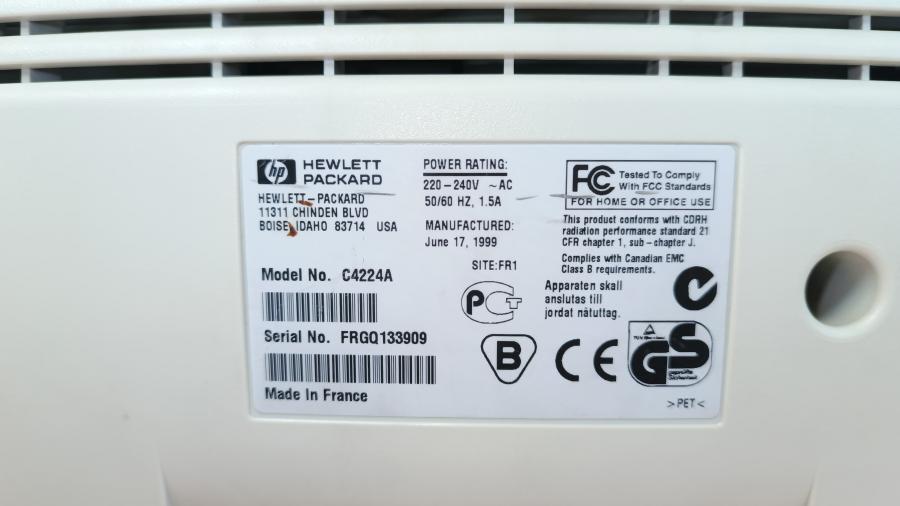 hp HEWLETT
PACKARD
HEWLETT-PACKARD
11311 CHINDEN BLVD
BOISE, IDAHO 83714 USA
POWER RATING:
220-240V ~AC
50/60 HZ, 1.5A
MANUFACTURED:
June 17, 1999
SITE:FR1
FCC Tested To Comply
With FCC Standards
FOR HOME OR OFFICE USE
This product conforms with CDRH
radiation performance standard 21
CFR chapter 1, sub-chapter J.
Complies with Canadian EMC
Class B requirements.
Model No. C4224A
Apparaten skall
anslutas till
jordat nätuttag.
PCT
Serial No. FRGQ133909
B
CE
GS
geprüfte
Sicherheit
Made In France
>PET<